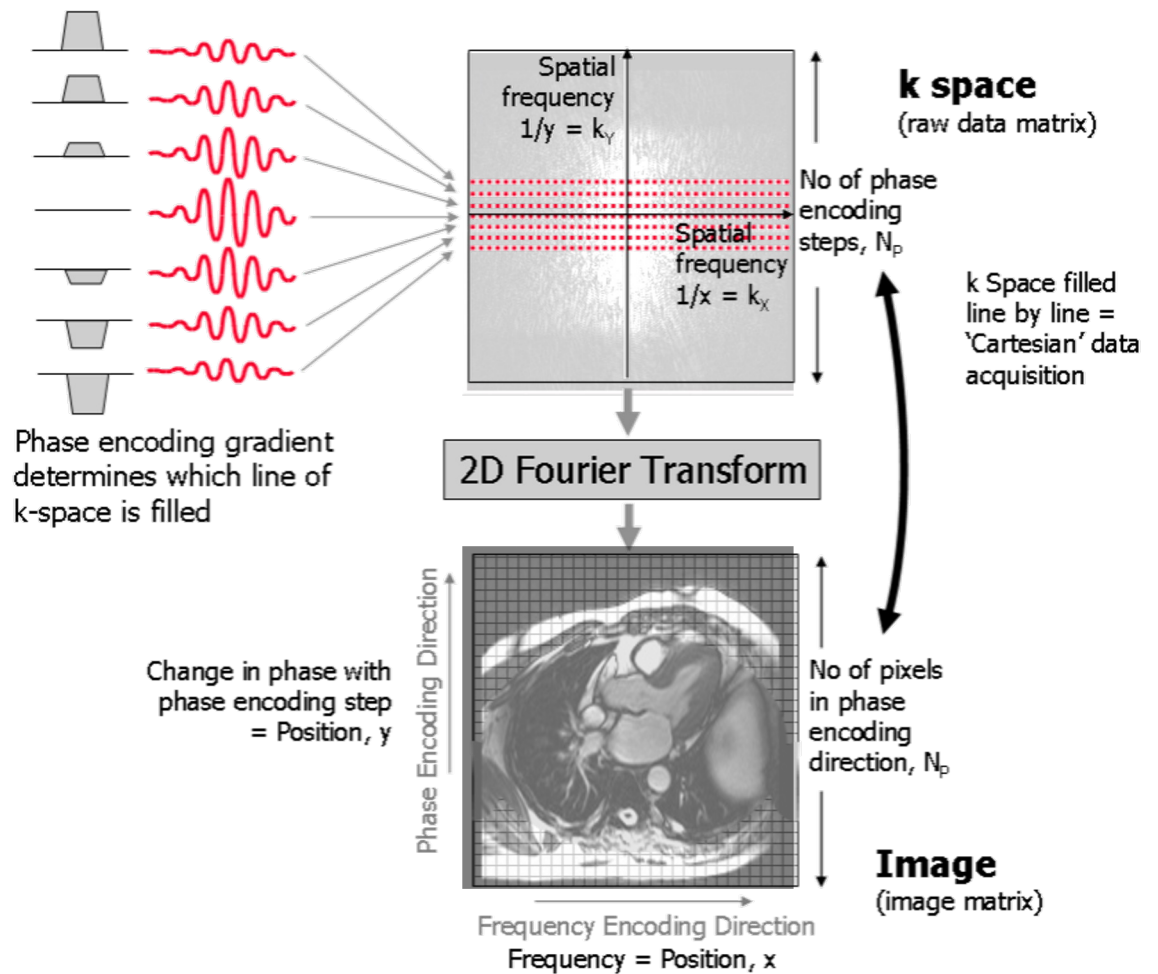 Spatial
frequency
1/y = kY
k space
(raw data matrix)
No of phase
encoding
steps, Np
Spatial
frequency
1/x = kX
k Space filled
line by line =
‘Cartesian’ data
acquisition
Phase encoding gradient
determines which line of
k-space is filled
2D Fourier Transform
Phase Encoding Direction
Change in phase with
phase encoding step
= Position, y
No of pixels
in phase
encoding
direction, Np
Image
(image matrix)
Frequency Encoding Direction
Frequency = Position, x